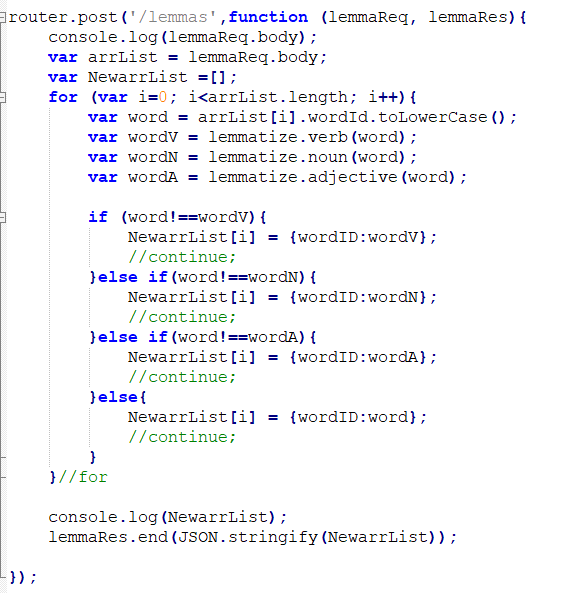 router.post('/lemmas',function (lemmaReq, lemmaRes){
    console.log(lemmaReq.body);
    var arrList = lemmaReq.body;
    var NewarrList =[];
    for (var i=0; i<arrList.length; i++){
        var word = arrList[i].wordId.toLowerCase();
        var wordV = lemmatize.verb(word);
        var wordN = lemmatize.noun(word);
        var wordA = lemmatize.adjective(word);

        if (word!==wordV){
            NewarrList[i] = {wordID:wordV};
            //continue;
        }else if(word!==wordN){
            NewarrList[i] = {wordID:wordN};
            //continue;
        }else if(word!==wordA){
            NewarrList[i] = {wordID:wordA};
            //continue;
        }else{
            NewarrList[i] = {wordID:word};
            //continue;
        }
    }//for

    console.log(NewarrList);
    lemmaRes.end(JSON.stringify(NewarrList));

});